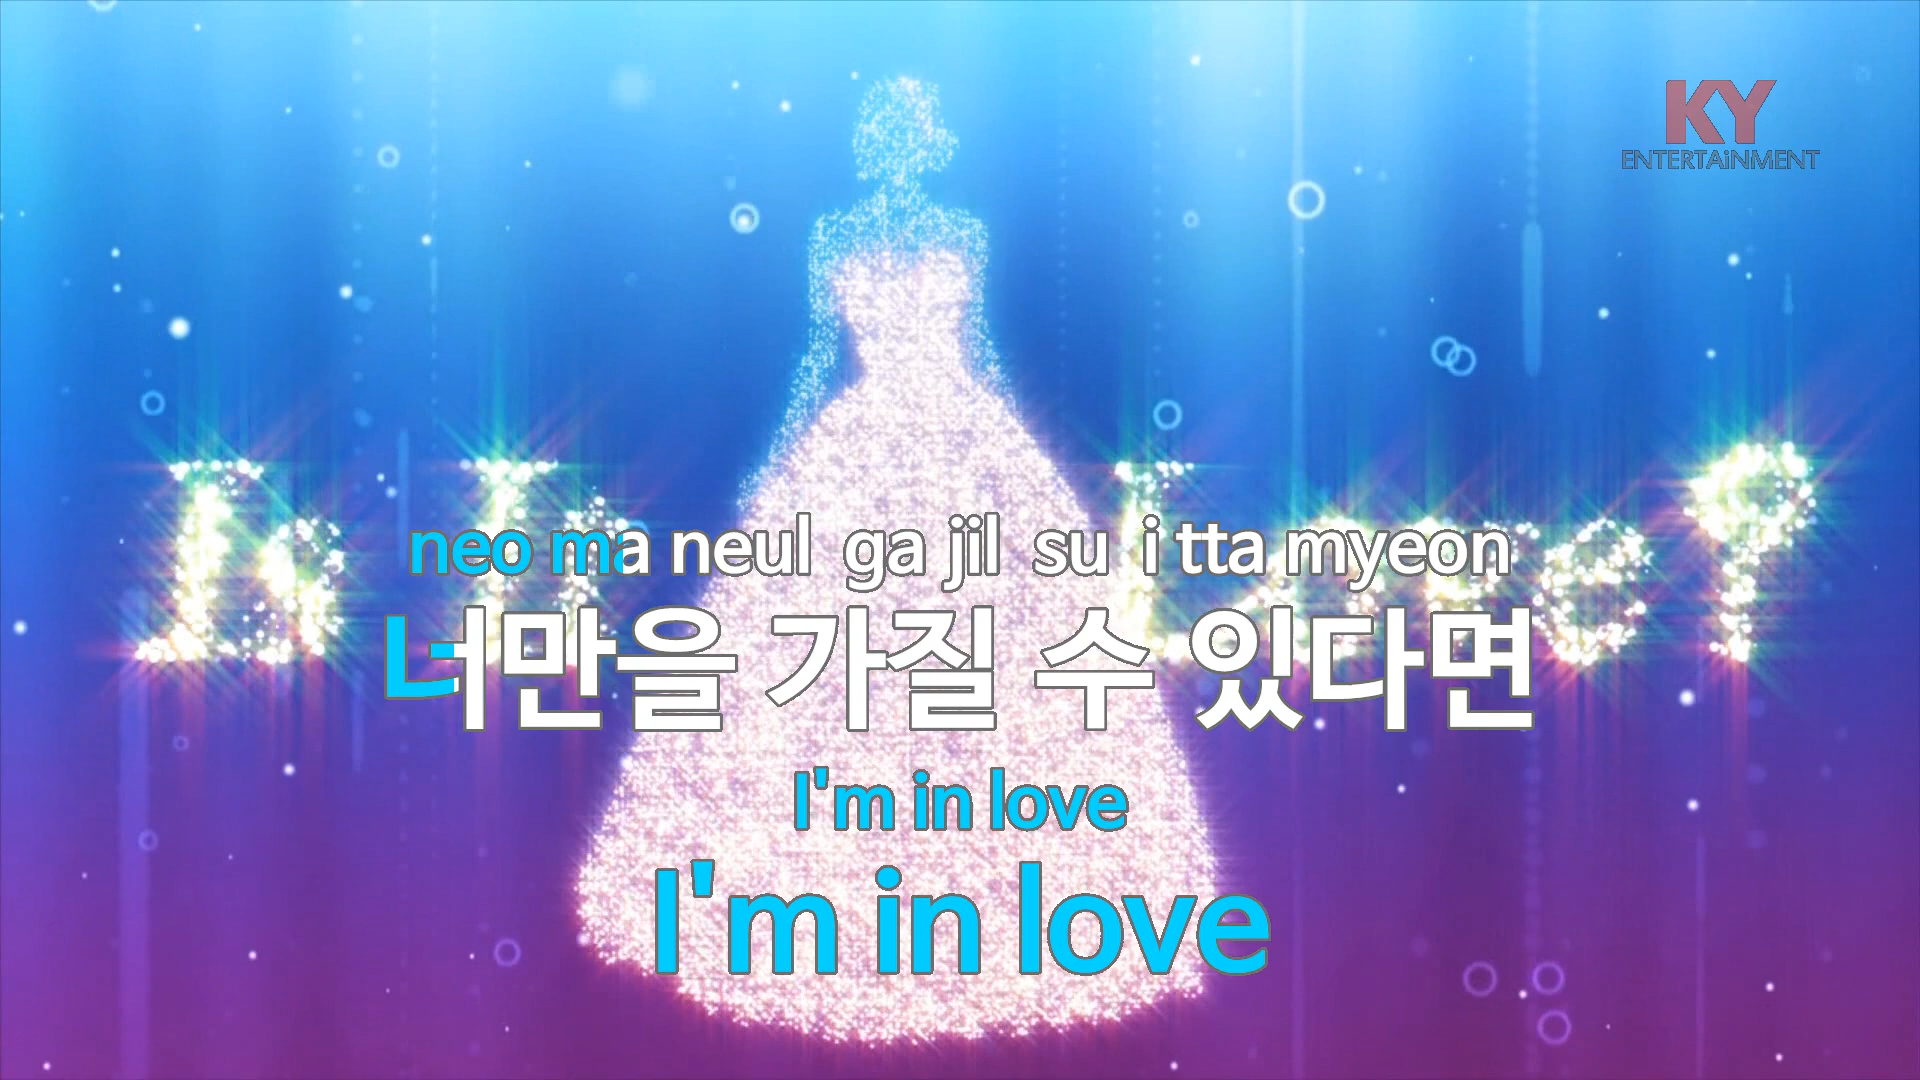 KY
ENTERTAiNMENT
neo ma neul ga jil su i tta myeon
너만을 가질 수 있다면
I'm in love
I'm in love